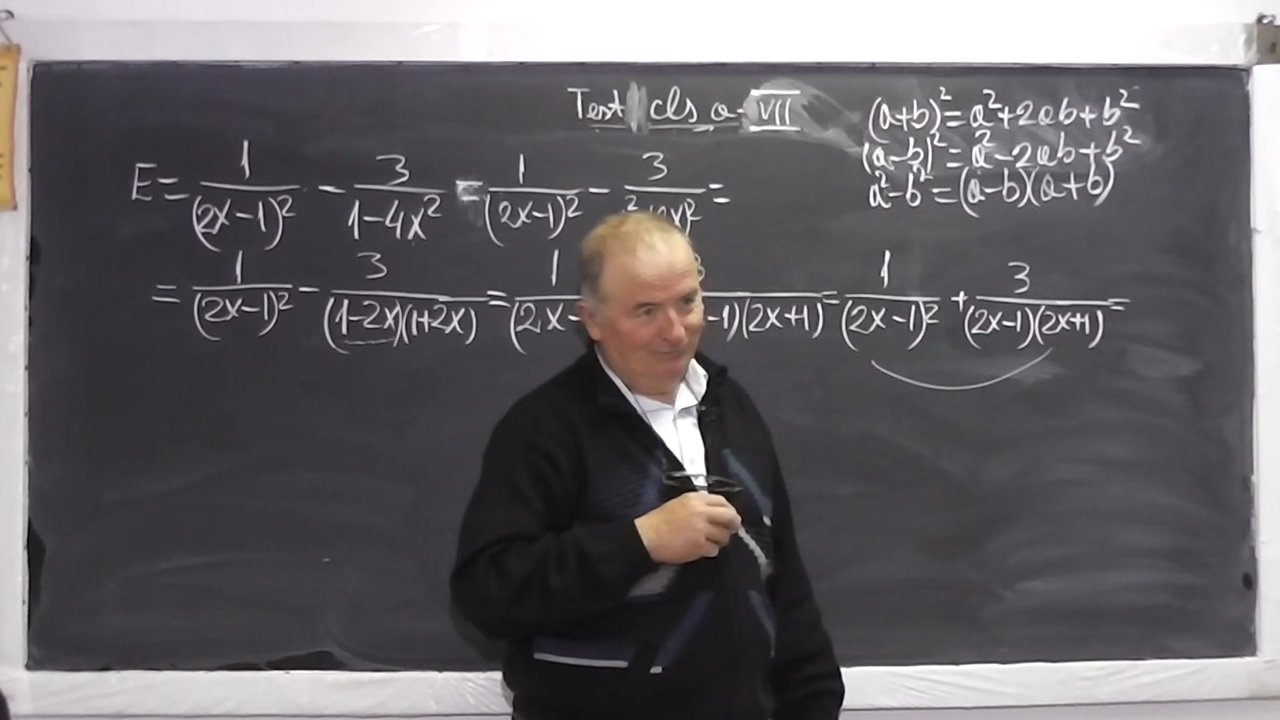 Test cls a VII
(a+b)²=a²+2ab+b²
(a-b)²=a²-2ab+b²
a²-b²=(a-b)(a+b)
E= 1/(2x-1)² - 3/(1-4x²) = 1/(2x-1)² - 3/ =
= 1/(2x-1)² - 3/(1-2x)(1+2x) = 1/(2x- -1)(2x+1) = 1/(2x-1)² + 3/(2x-1)(2x+1) =